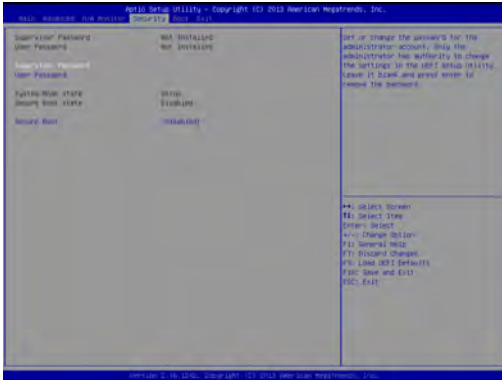 Aptio Setup Utility - Copyright (C) 2013 American Megatrends, Inc.
Main Advanced H/W Monitor Security Boot Exit
Supervisor Password Not Installed
User Password Not Installed
Supervisor Password
User Password
System Mode state Setup
Secure Boot state Disabled
Secure Boot [Disabled]
Set or change the password for the
administrator account. Only the
administrator has authority to change
the settings in the UEFI Setup Utility.
Leave it blank and press enter to
remove the password.
→←: Select Screen
↑↓: Select Item
Enter: Select
+/-: Change Option
F1: General Help
F7: Discard Changes
F9: Load UEFI Defaults
F10: Save and Exit
ESC: Exit
Version 2.16.1242. Copyright (C) 2013 American Megatrends, Inc.